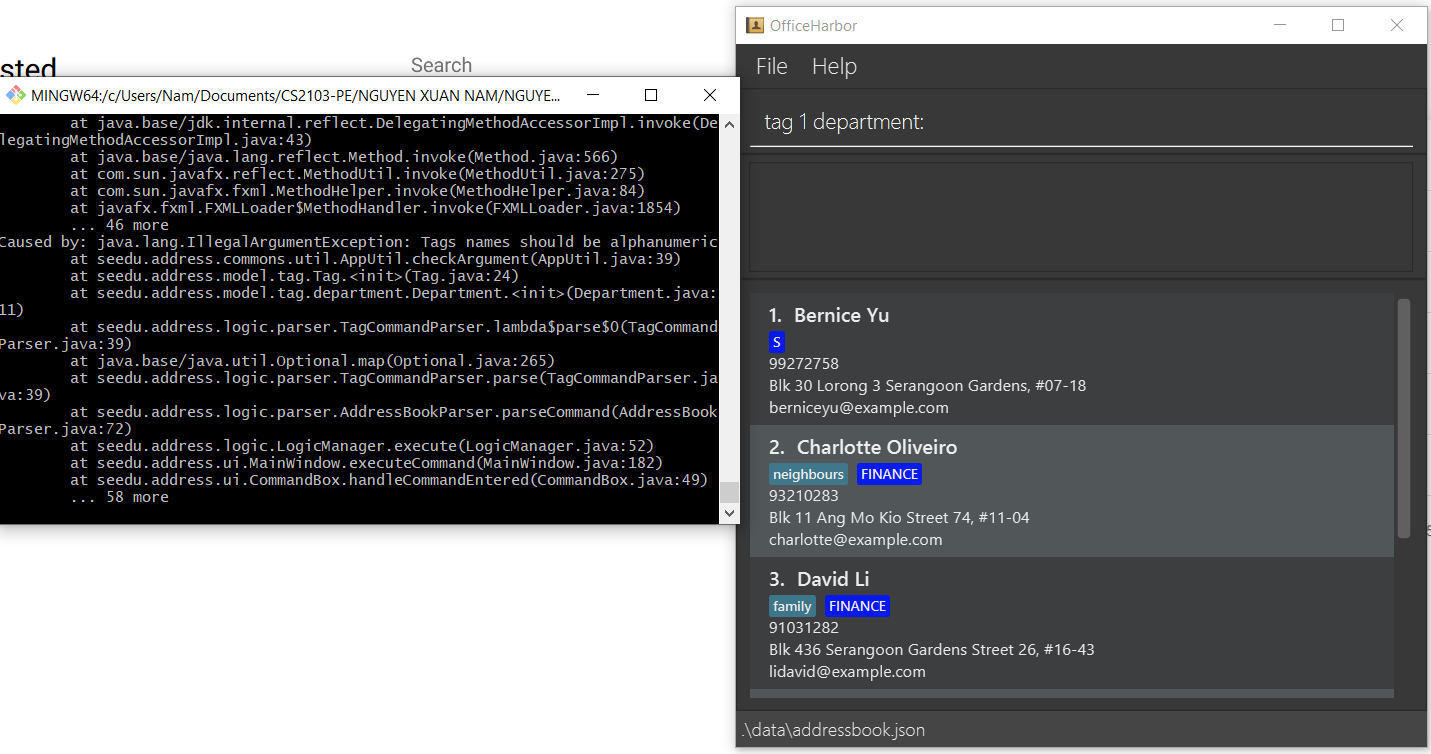 sted
Search
MINGW64:/c/Users/Nam/Documents/CS2103-PE/NGUYEN XUAN NAM/NGUYE...
at java.base/jdk.internal.reflect.DelegatingMethodAccessorImpl.invoke(De
legatingMethodAccessorImpl.java:43)
at java.base/java.lang.reflect.Method.invoke(Method.java:566)
at com.sun.javafx.reflect.MethodUtil.invoke(MethodUtil.java:275)
at com.sun.javafx.fxml.MethodHelper.invoke(MethodHelper.java:84)
at javafx.fxml.FXMLLoader$MethodHandler.invoke(FXMLLoader.java:1854)
... 46 more
Caused by: java.lang.IllegalArgumentException: Tags names should be alphanumeric
at seedu.address.commons.util.AppUtil.checkArgument(AppUtil.java:39)
at seedu.address.model.tag.Tag.<init>(Tag.java:24)
at seedu.address.model.tag.department.Department.<init>(Department.java:
11)
at seedu.address.logic.parser.TagCommandParser.lambda$parse$0(TagCommand
Parser.java:39)
at java.base/java.util.Optional.map(Optional.java:265)
at seedu.address.logic.parser.TagCommandParser.parse(TagCommandParser.ja
va:39)
at seedu.address.logic.parser.AddressBookParser.parseCommand(AddressBook
Parser.java:72)
at seedu.address.logic.LogicManager.execute(LogicManager.java:52)
at seedu.address.ui.MainWindow.executeCommand(MainWindow.java:182)
at seedu.address.ui.CommandBox.handleCommandEntered(CommandBox.java:49)
... 58 more
OfficeHarbor
File Help
tag 1 department:
1. Bernice Yu
S
99272758
Blk 30 Lorong 3 Serangoon Gardens, #07-18
berniceyu@example.com
2. Charlotte Oliveiro
neighbours FINANCE
93210283
Blk 11 Ang Mo Kio Street 74, #11-04
charlotte@example.com
3. David Li
family FINANCE
91031282
Blk 436 Serangoon Gardens Street 26, #16-43
lidavid@example.com
.\data\addressbook.json